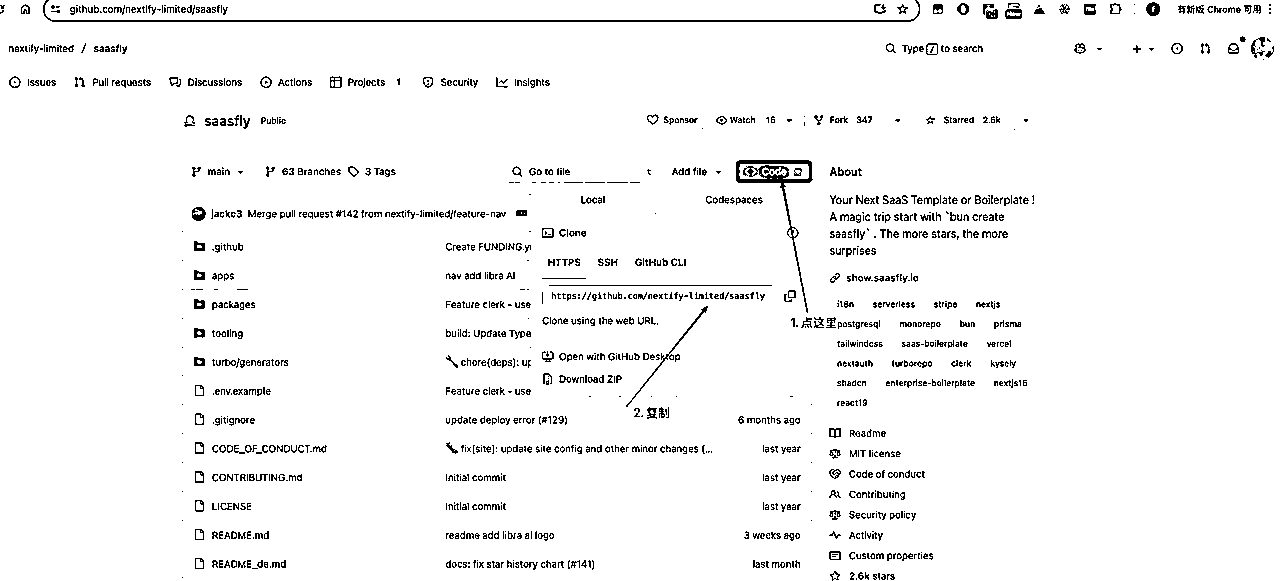 github.com/nextify-limited/saasfly
有新版 Chrome 可用
nextify-limited / saasfly
Type / to search
Issues Pull requests Discussions Actions Projects 1 Security Insights
saasfly Public
Sponsor Watch 16 Fork 347 Starred 2.6k
main 63 Branches 3 Tags
Go to file t
Add file
Code
About
Your Next SaaS Template or Boilerplate !
A magic trip start with `bun create
saasfly` . The more stars, the more
surprises
show.saasfly.io
i18n serverless stripe nextjs
postgresql monorepo bun prisma
tailwindcss saas-boilerplate vercel
nextauth turborepo clerk kysely
shadcn enterprise-boilerplate nextjs16
react19
Readme
MIT license
Code of conduct
Contributing
Security policy
Activity
Custom properties
2.6k stars
Local Codespaces
Clone
HTTPS SSH GitHub CLI
https://github.com/nextify-limited/saasfly
Clone using the web URL.
Open with GitHub Desktop
Download ZIP
1. 点这里
2. 复制
jackc3 Merge pull request #142 from nextify-limited/feature-nav
.github Create FUNDING.y
apps nav add libra AI
packages Feature clerk - use
tooling build: Update Type
turbo/generators chore(deps): up
.env.example Feature clerk - use
.gitignore update deploy error (#129) 6 months ago
CODE_OF_CONDUCT.md fix(site): update site config and other minor changes (... last year
CONTRIBUTING.md Initial commit last year
LICENSE Initial commit last year
README.md readme add libra ai logo 3 weeks ago
README_de.md docs: fix star history chart (#141) last month